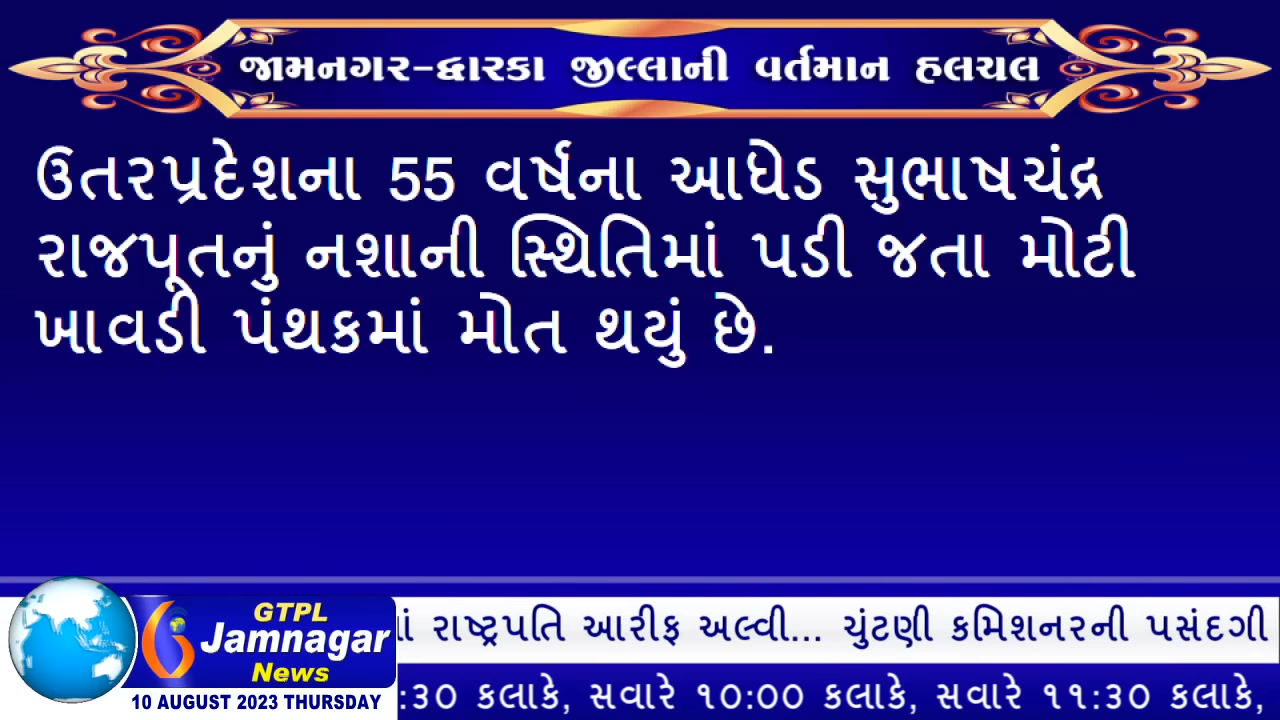 જામનગર-દ્વારકા જીલ્લાની વર્તમાન હલચલ
ઉતરપ્રદેશના 55 વર્ષના આધેડ સુભાષચંદ્ર
રાજપૂતનું નશાની સ્થિતિમાં પડી જતા મોટી
ખાવડી પંથકમાં મોત થયું છે.
રાષ્ટ્રપતિ આરીફ અલ્વી... ચુંટણી કમિશનરની પસંદગી
GTPL
Jamnagar
News
10 AUGUST 2023 THURSDAY
:30 કલાકે, સવારે ૧૦:૦૦ કલાકે, સવારે ૧૧:૩૦ કલાકે,